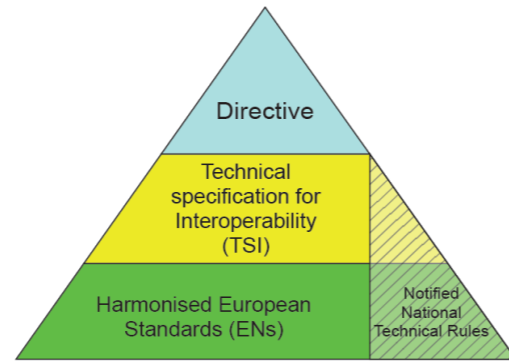 Directive
Technical
specification for
Interoperability
(TSI)
Harmonised European
Standards (ENs)
Notified
National
Technical Rules